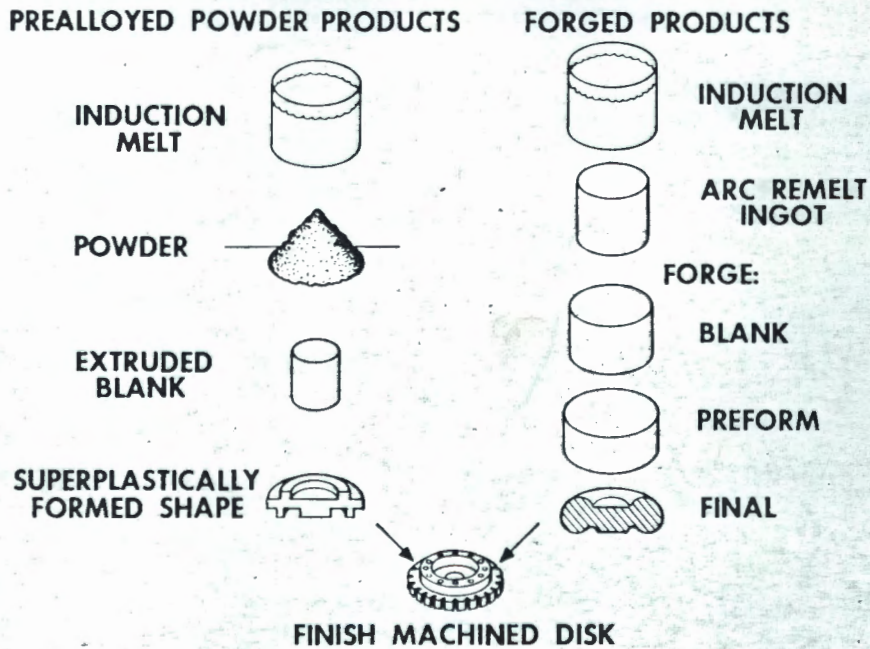 PREALLOYED POWDER PRODUCTS
INDUCTION
MELT
POWDER
EXTRUDED
BLANK
SUPERPLASTICALLY
FORMED SHAPE
FORGED PRODUCTS
INDUCTION
MELT
ARC REMELT
INGOT
FORGE:
BLANK
PREFORM
FINAL
FINISH MACHINED DISK